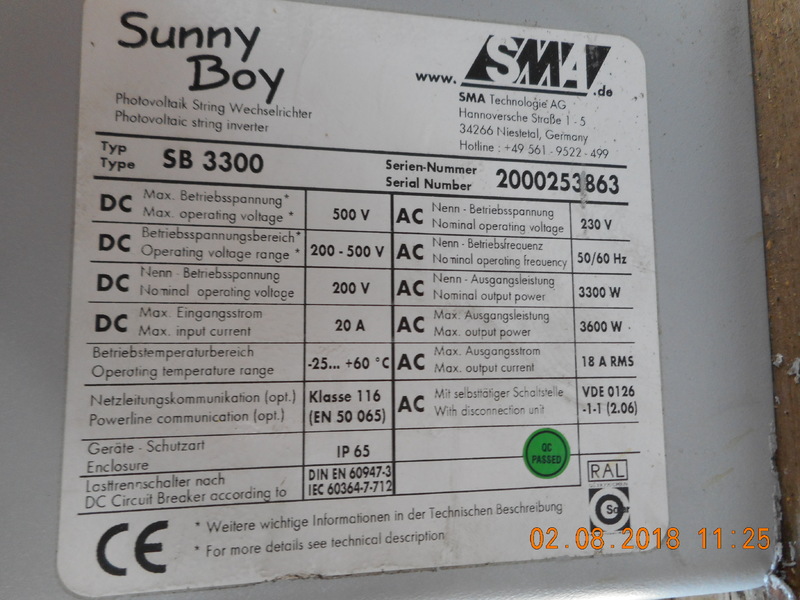 Sunny
Boy
www.SMA.de
Photovoltaik String Wechselrichter
Photovoltaic string inverter
SMA Technologie AG
Hannoversche Straße 1 - 5
34266 Niestetal, Germany
Hotline : +49 561 - 9522 - 499
Typ
Type SB 3300
Serien-Nummer
Serial Number 2000253863
DC Max. Betriebsspannung*
Max. operating voltage * 500 V
AC Nenn - Betriebsspannung
Nominal operating voltage 230 V
DC Betriebsspannungsbereich*
Operating voltage range * 200 - 500 V
AC Nenn - Betriebsfrequenz
Nominal operating frequency 50/60 Hz
DC Nenn - Betriebsspannung
Nominal operating voltage 200 V
AC Nenn - Ausgangsleistung
Nominal output power 3300 W
DC Max. Eingangsstrom
Max. input current 20 A
AC Max. Ausgangsleistung
Max. output power 3600 W
Betriebstemperaturbereich
Operating temperature range -25... +60 °C
AC Max. Ausgangsstrom
Max. output current 18 A RMS
Netzleitungskommunikation (opt.) Klasse 116
Powerline communication (opt.) (EN 50 065)
AC Mit selbsttätiger Schaltstelle VDE 0126
With disconnection unit -1-1 (2.06)
Geräte - Schutzart
Enclosure IP 65
QC
PASSED
Lasttrennschalter nach DIN EN 60947-3
DC Circuit Breaker according to IEC 60364-7-712
RAL
Solar
CE
* Weitere wichtige Informationen in der Technischen Beschreibung
* For more details see technical description
02.08.2018 11:25